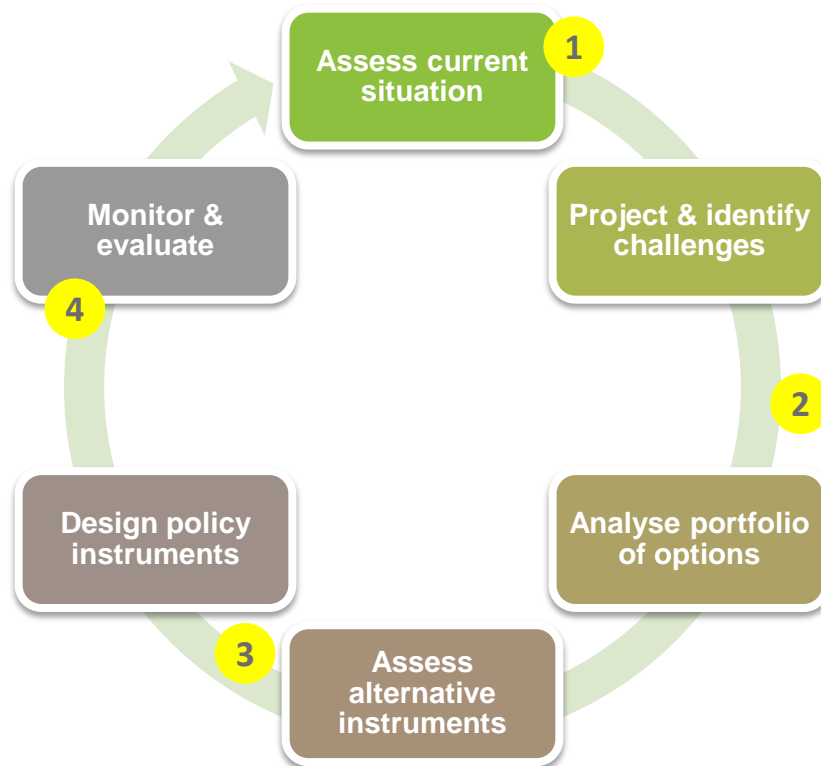 Assess current
situation
1
Project & identify
challenges
2
Analyse portfolio
of options
Assess
alternative
instruments
3
Design policy
instruments
4
Monitor &
evaluate